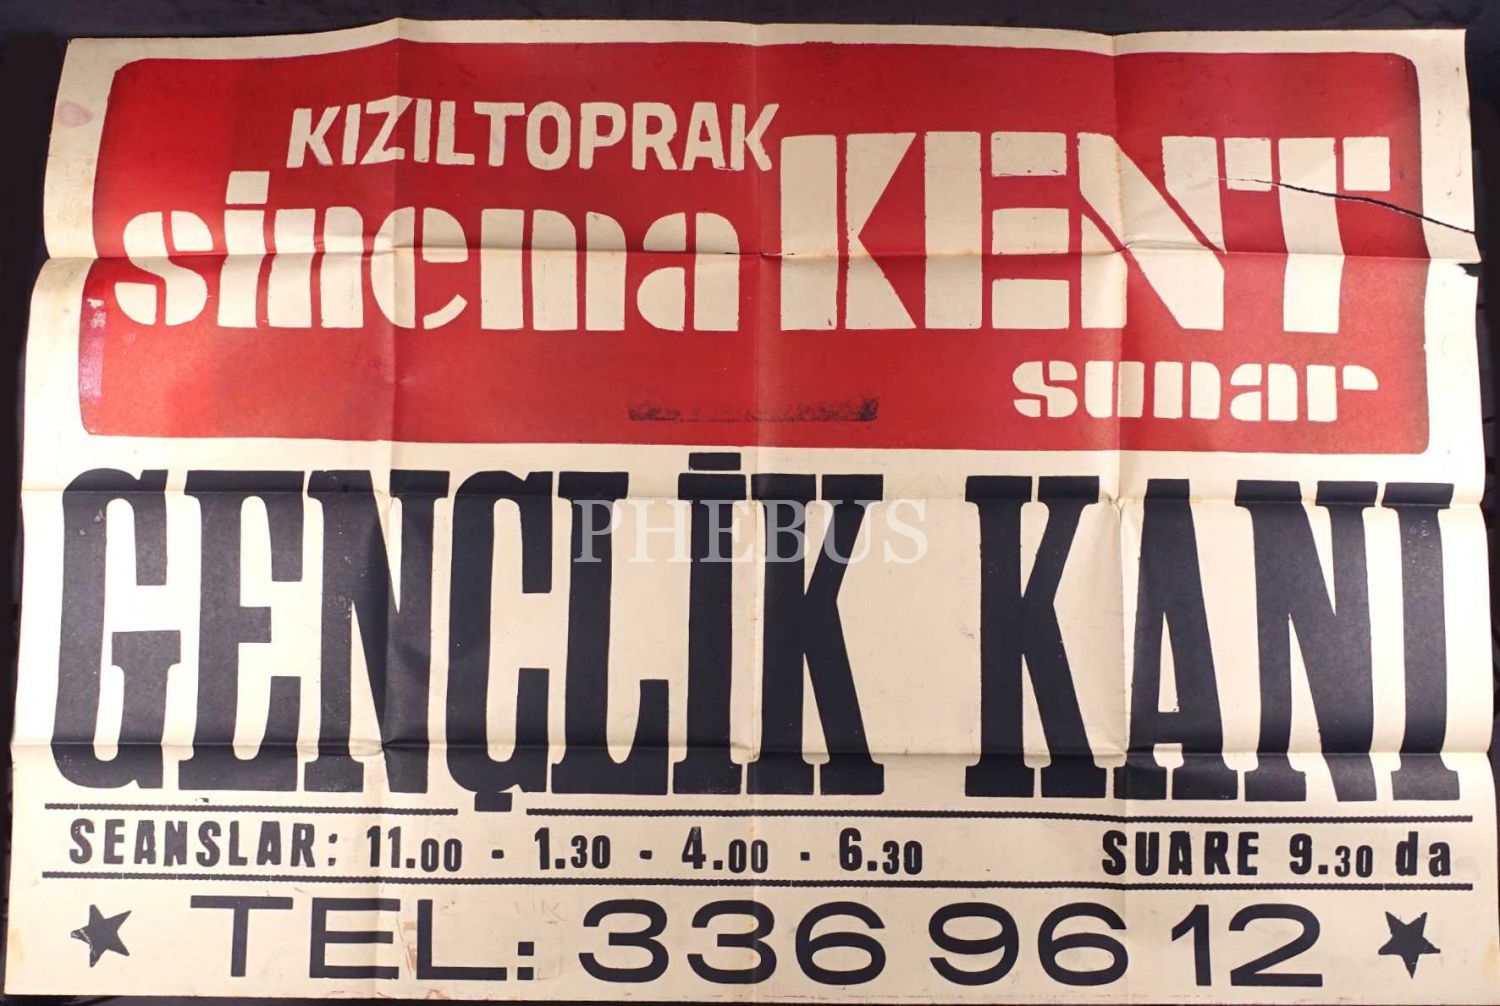 KIZILTOPRAK
sinema KENT
sunar
GENÇLİK KANI
PHEBUS
SEANSLAR: 11.00 - 1.30 - 4.00 - 6.30 SUARE 9.30 da
TEL: 336 96 12